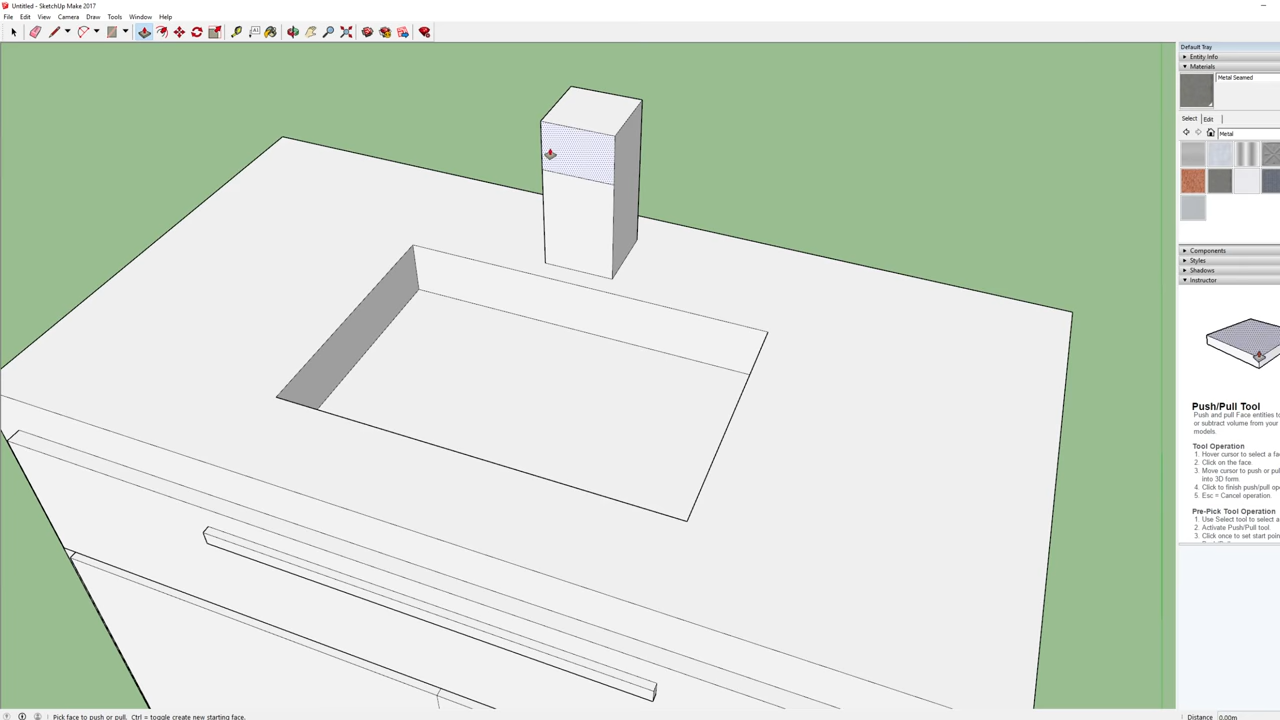 Untitled - SketchUp Make 2017
File Edit View Camera Draw Tools Window Help
Default Tray
Entity Info
Materials
Metal Seamed
Select Edit
Metal
Components
Styles
Shadows
Instructor
Push/Pull Tool
Push and pull Face entities to
or subtract volume from your
models.
Tool Operation
1. Hover cursor to select a fa
2. Click on the face.
3. Move cursor to push or pul
into 3D form.
4. Click to finish push/pull op
5. Esc = Cancel operation.
Pre-Pick Tool Operation
1. Use Select tool to select a
2. Activate Push/Pull tool
3. Click once to set start poin
Pick face to push or pull. Ctrl = toggle create new starting face.
Distance 0.00m